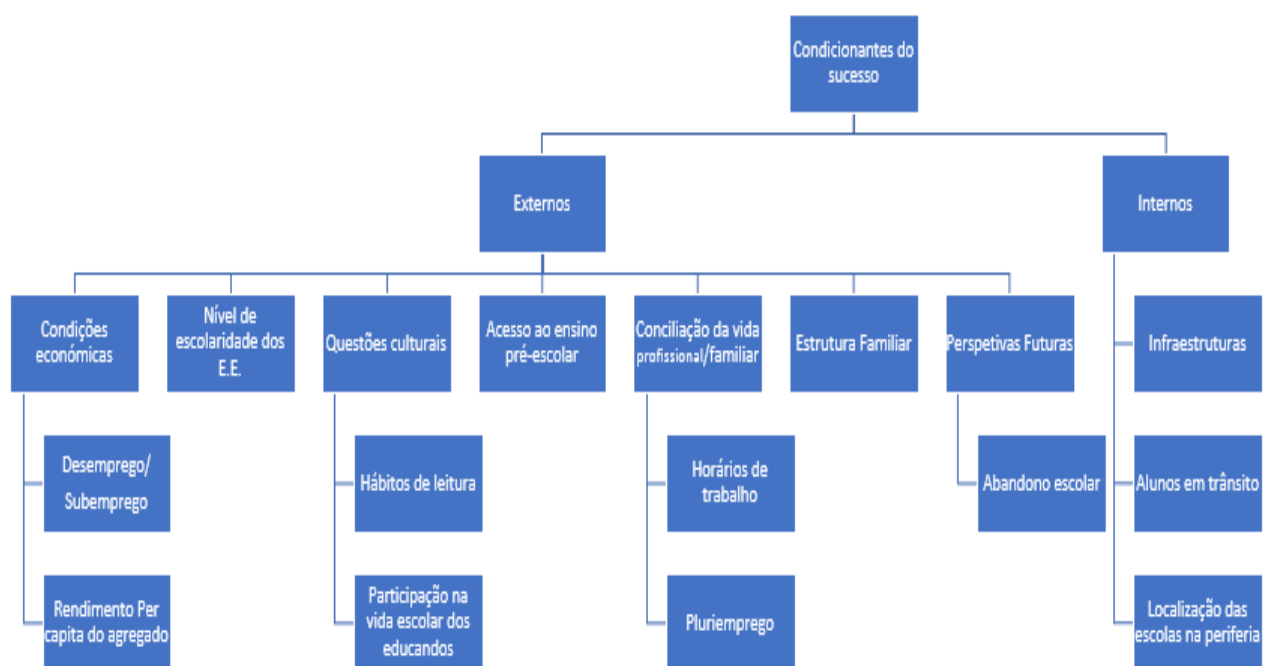 Condicionantes do
sucesso
Externos
Internos
Condições
económicas
Nível de
escolaridade dos
E.E.
Questões culturais
Acesso ao ensino
pré-escolar
Conciliação da vida
profissional/familiar
Estrutura Familiar
Perspetivas Futuras
Infraestruturas
Desemprego/
Subemprego
Hábitos de leitura
Horários de
trabalho
Abandono escolar
Alunos em trânsito
Rendimento Per
capita do agregado
Participação na
vida escolar dos
educandos
Pluriemprego
Localização das
escolas na periferia